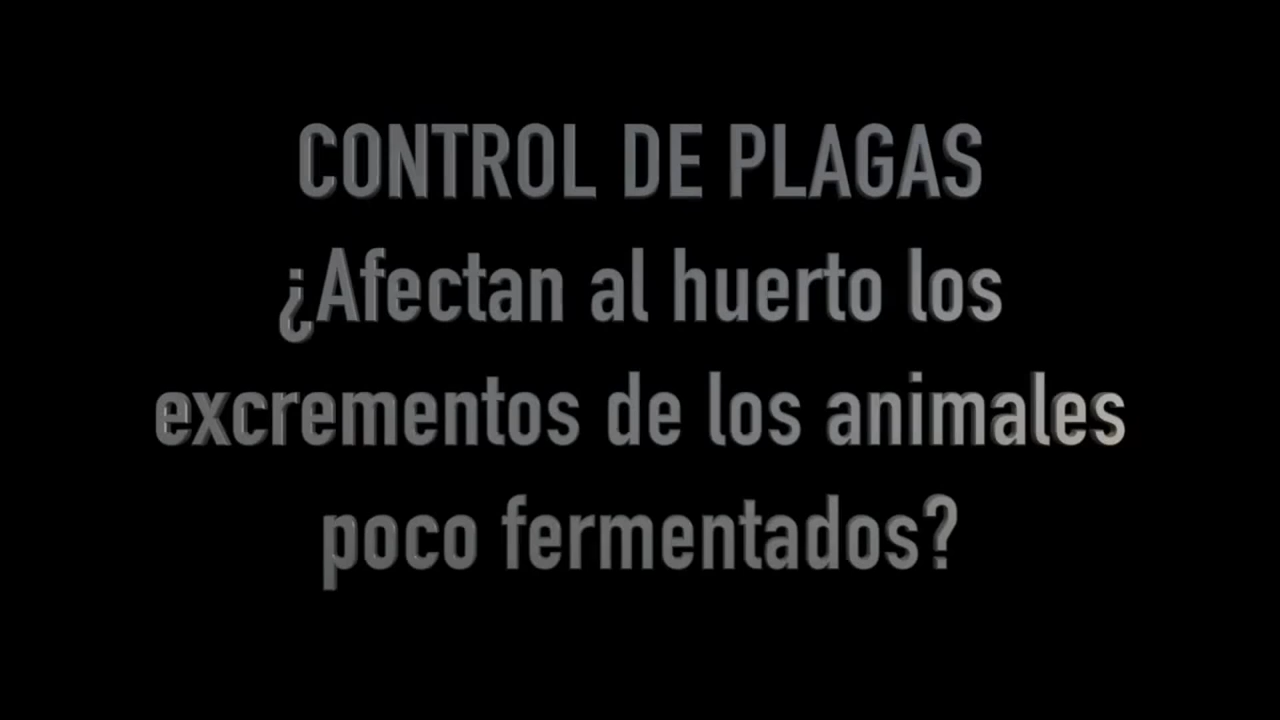 CONTROL DE PLAGAS
¿Afectan al huerto los
excrementos de los animales
poco fermentados?